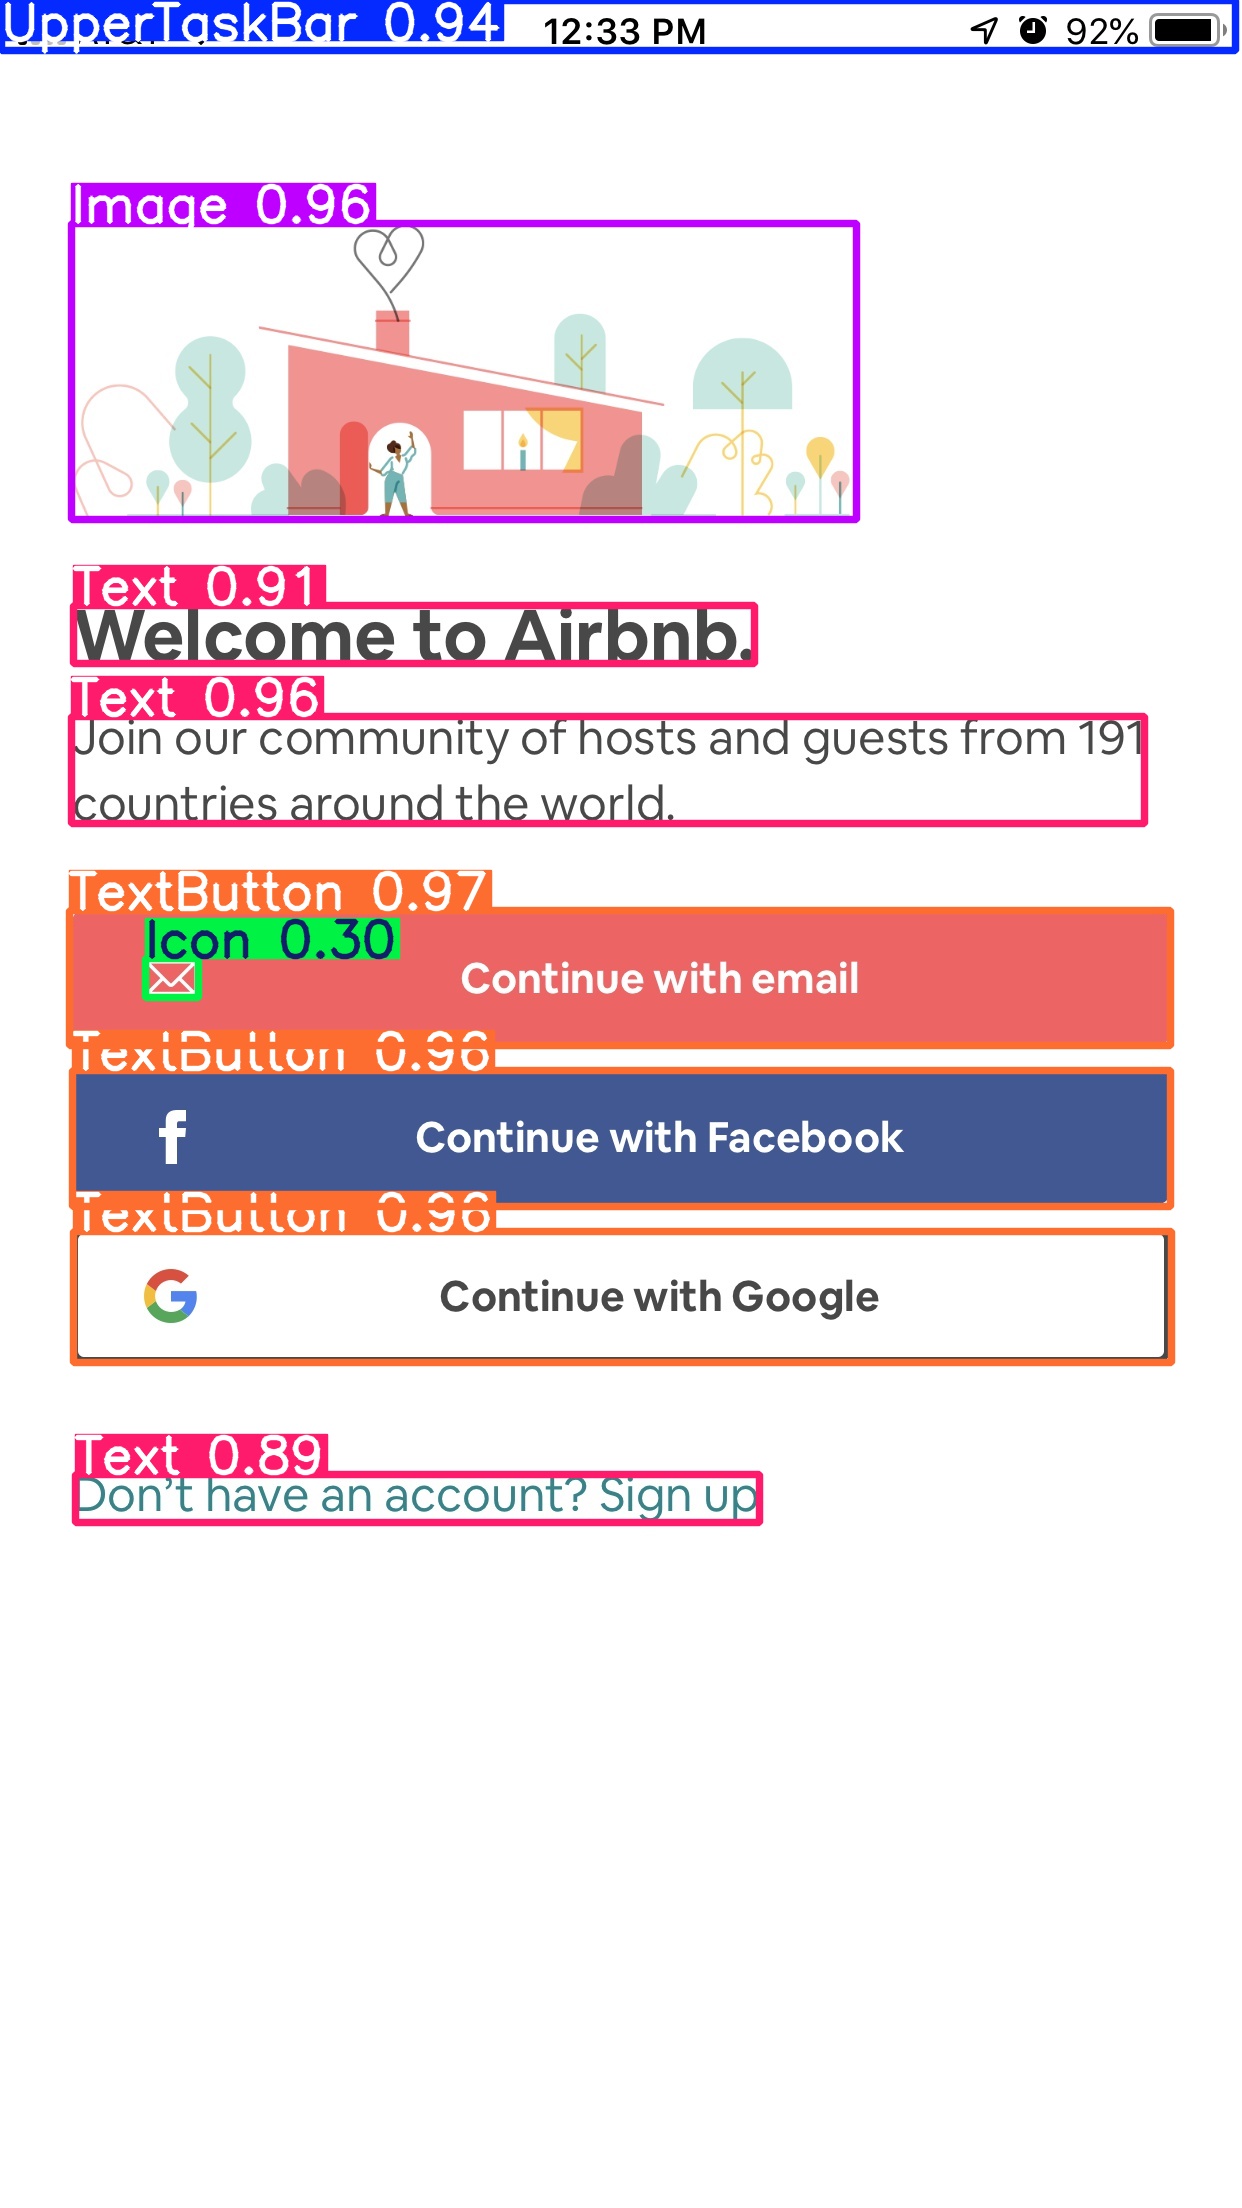 UpperTaskBar 0.94
12:33 PM
92%
Image 0.96
Text 0.91
Welcome to Airbnb.
Text 0.96
Join our community of hosts and guests from 191
countries around the world.
TextButton 0.97
Icon 0.30
Continue with email
TextButton 0.96
f
Continue with Facebook
TextButton 0.96
G
Continue with Google
Text 0.89
Don't have an account? Sign up